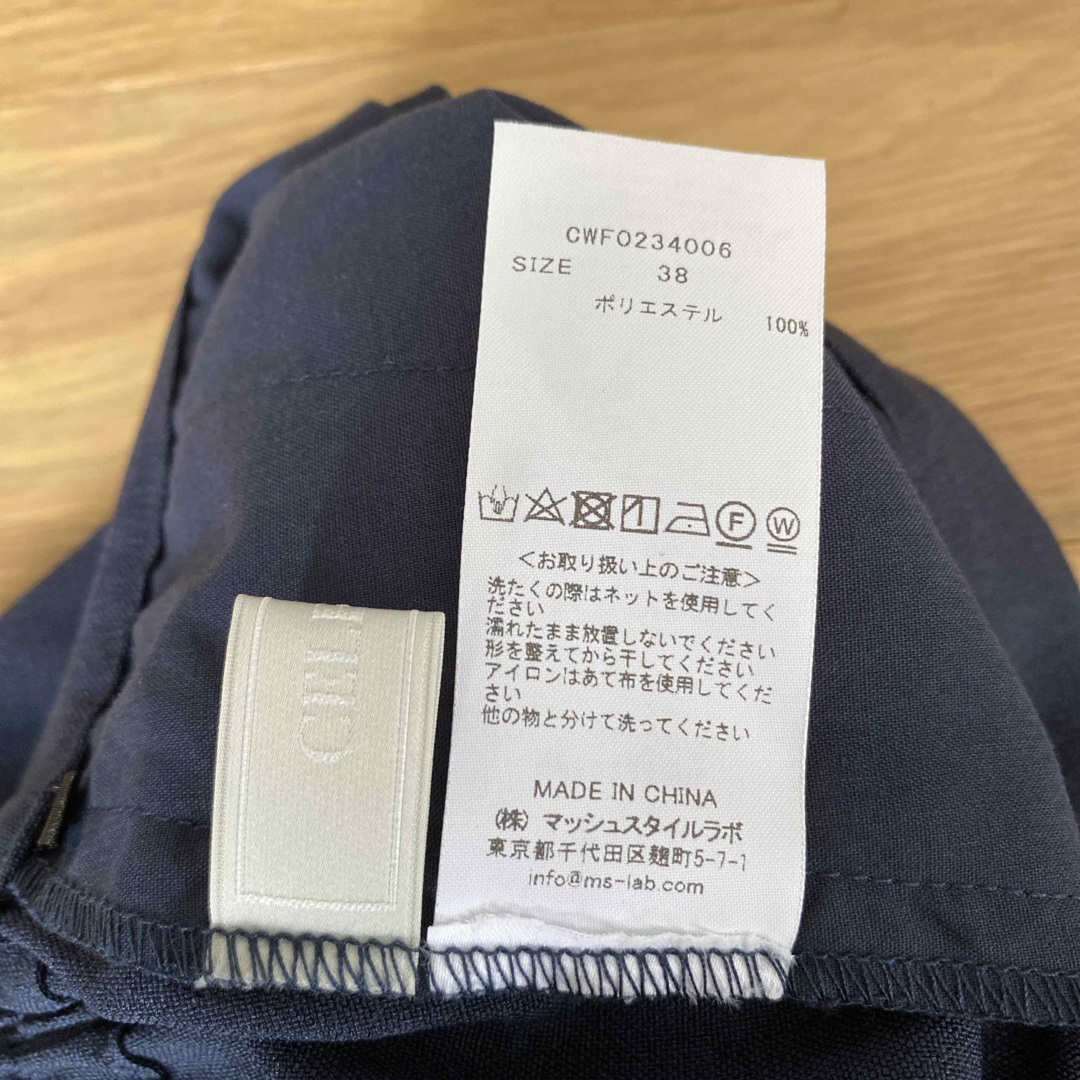 CWF0234006
SIZE 38
ポリエステル 100%
F W
<お取り扱い上のご注意>
洗たくの際はネットを使用してく
ださい
濡れたまま放置しないでください
形を整えてから干してください
アイロンはあて布を使用してくだ
さい
他の物と分けて洗ってください
MADE IN CHINA
(株) マッシュスタイルラボ
東京都千代田区麹町5-7-1
info@ms-lab.com